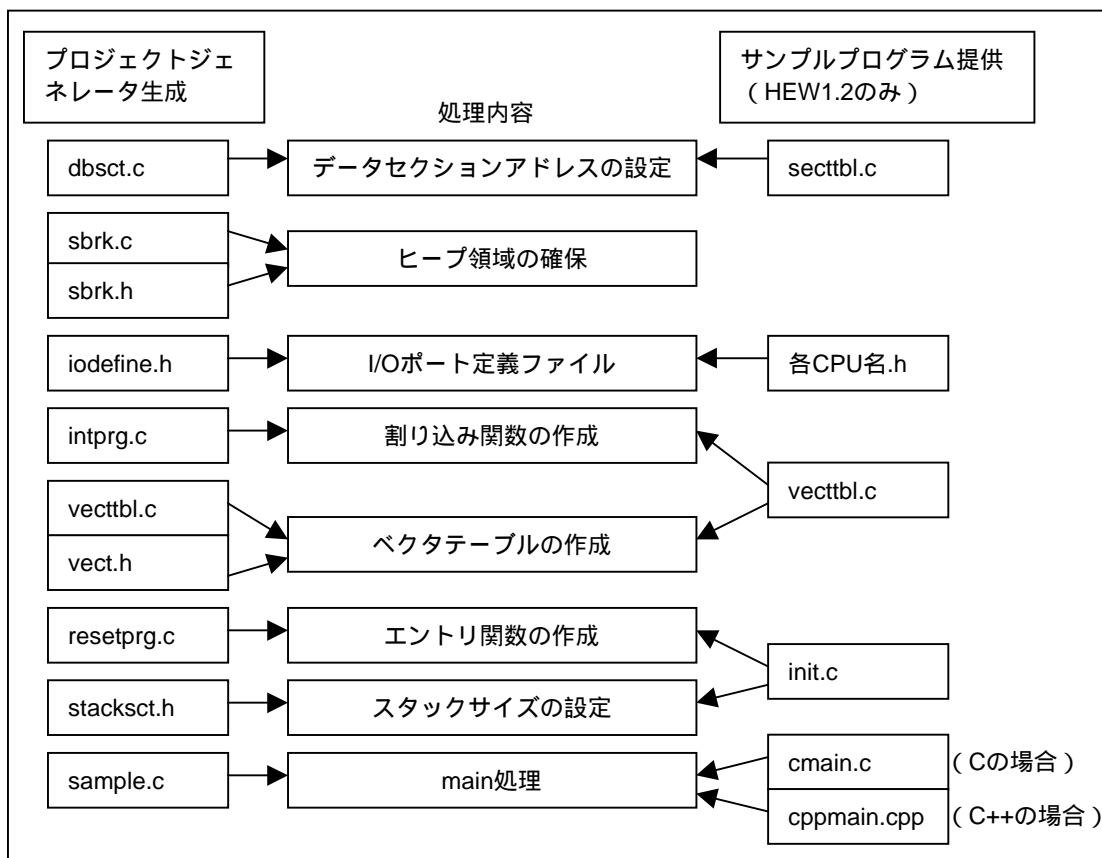 プロジェクトジェ
ネレータ生成
サンプルプログラム提供
（HEW1.2のみ）
処理内容
dbsct.c
データセクションアドレスの設定
secttbl.c
sbrk.c
sbrk.h
ヒープ領域の確保
iodefine.h
I/Oポート定義ファイル
各CPU名.h
intprg.c
割り込み関数の作成
vecttbl.c
vecttbl.c
vect.h
ベクタテーブルの作成
resetprg.c
エントリ関数の作成
init.c
stacksct.h
スタックサイズの設定
sample.c
main処理
cmain.c （Cの場合）
cppmain.cpp （C++の場合）